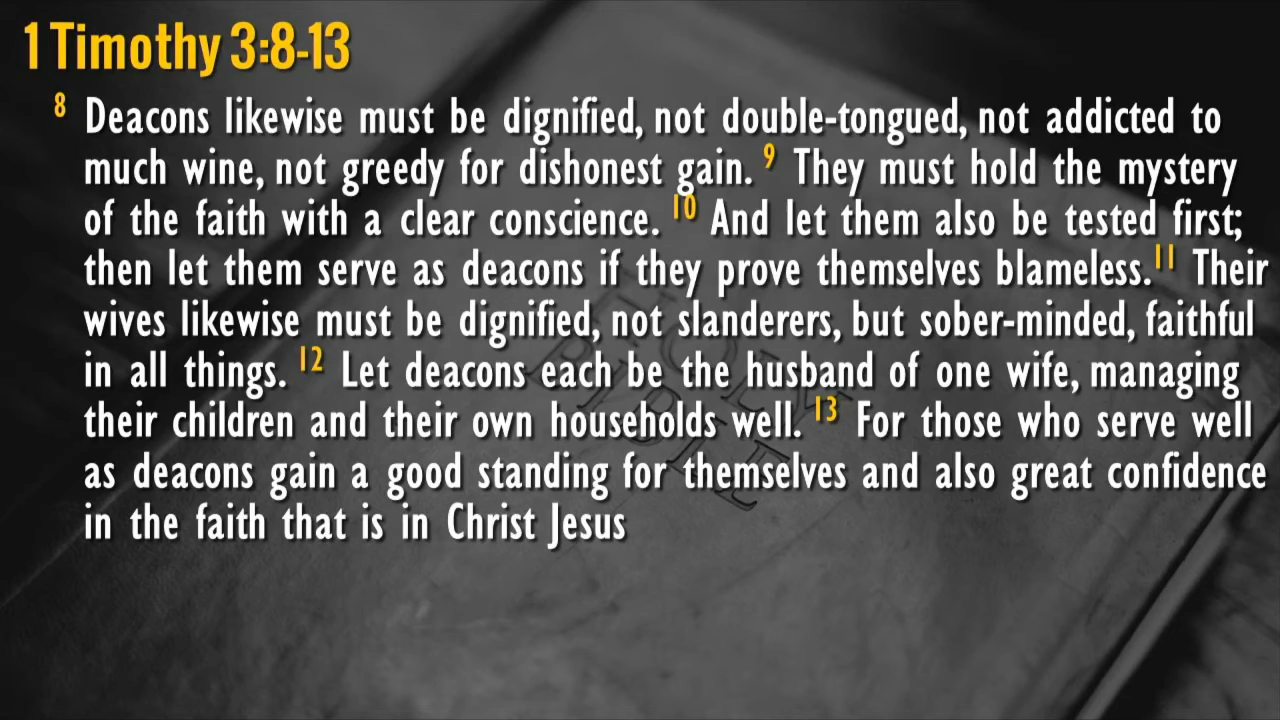 1 Timothy 3:8-13
8 Deacons likewise must be dignified, not double-tongued, not addicted to
much wine, not greedy for dishonest gain. 9 They must hold the mystery
of the faith with a clear conscience. 10 And let them also be tested first;
then let them serve as deacons if they prove themselves blameless. 11 Their
wives likewise must be dignified, not slanderers, but sober-minded, faithful
in all things. 12 Let deacons each be the husband of one wife, managing
their children and their own households well. 13 For those who serve well
as deacons gain a good standing for themselves and also great confidence
in the faith that is in Christ Jesus
HOLY
BIBLE